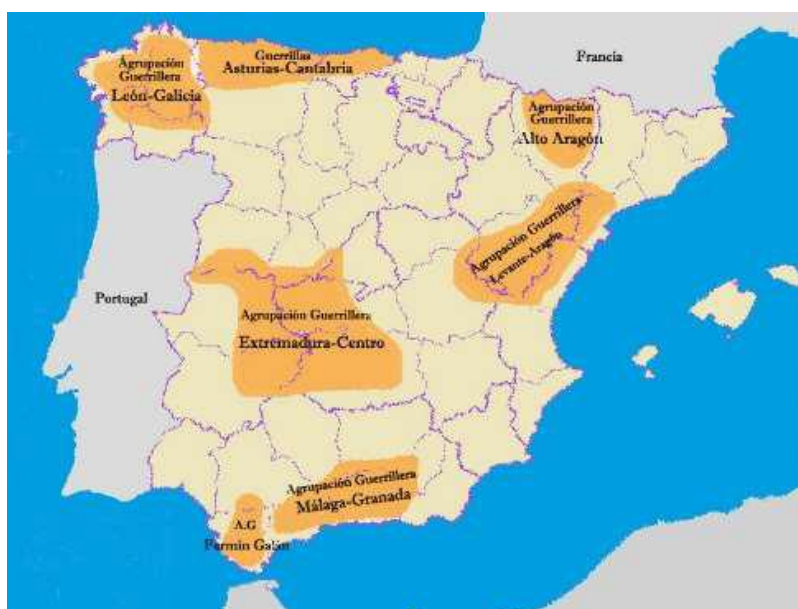 Agrupación
Guerrillera
León-Galicia
Guerrillas
Asturias-Cantabria
Francia
Agrupación
Guerrillera
Alto Aragón
Agrupación Guerrillera
Levante-Aragón
Portugal
Agrupación Guerrillera
Extremadura-Centro
Agrupación Guerrillera
Málaga-Granada
A.G
Fermín Galán